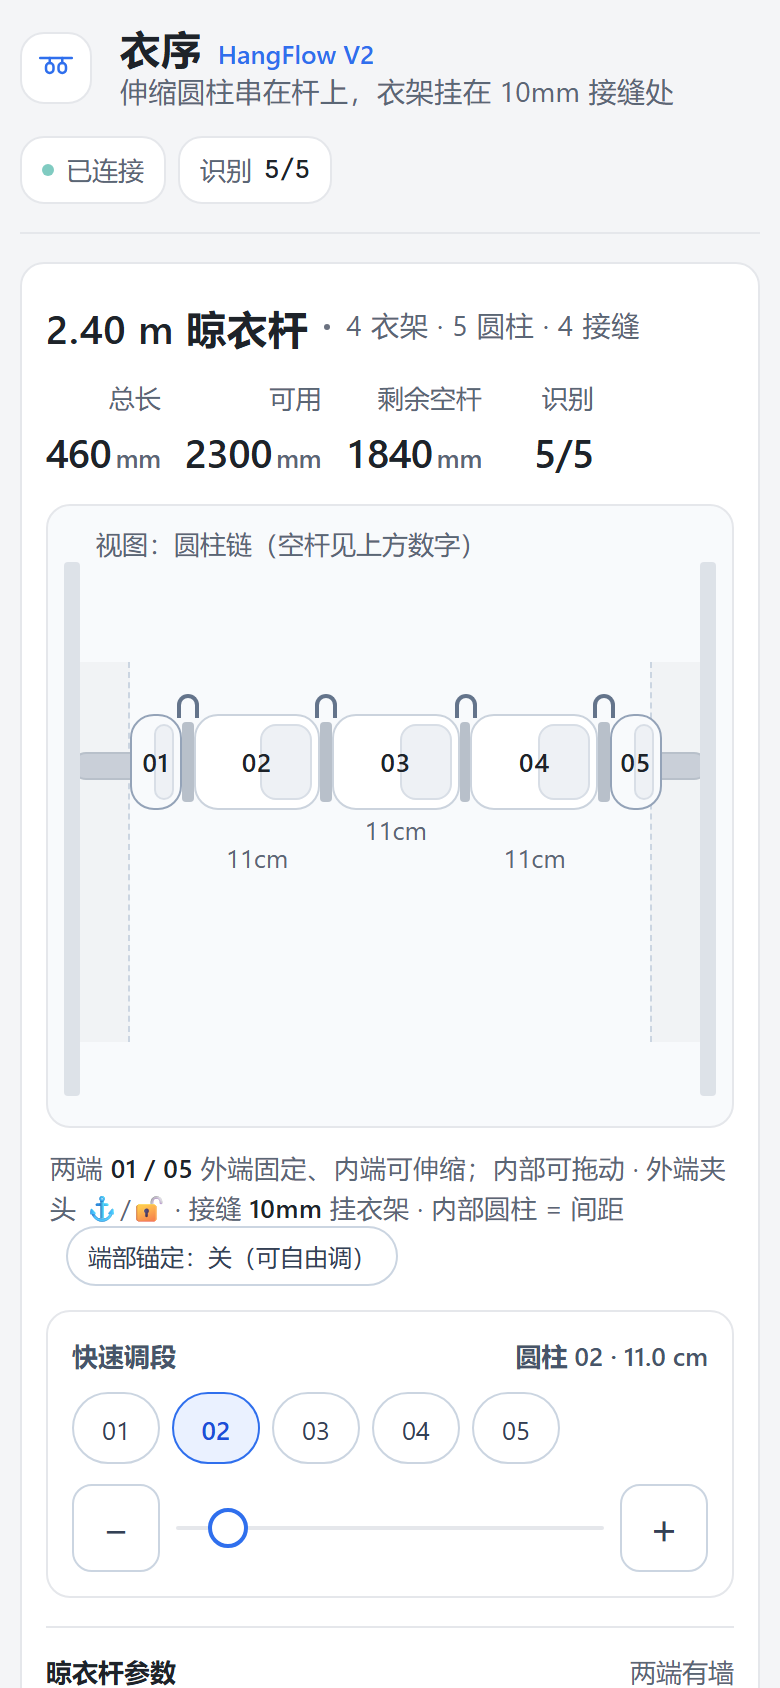 衣序 HangFlow V2
伸缩圆柱串在杆上，衣架挂在 10mm 接缝处
已连接 识别 5/5
2.40 m 晾衣杆 · 4 衣架 · 5 圆柱 · 4 接缝
总长 可用 剩余空杆 识别
460 mm 2300 mm 1840 mm 5/5
视图：圆柱链（空杆见上方数字）
01 02 03 04 05
11cm
11cm 11cm
两端 01 / 05 外端固定、内端可伸缩；内部可拖动 · 外端夹
头 ⚓/🔓 · 接缝 10mm 挂衣架 · 内部圆柱 = 间距
端部锚定：关（可自由调）
快速调段 圆柱 02 · 11.0 cm
01 02 03 04 05
− +
晾衣杆参数 两端有墙